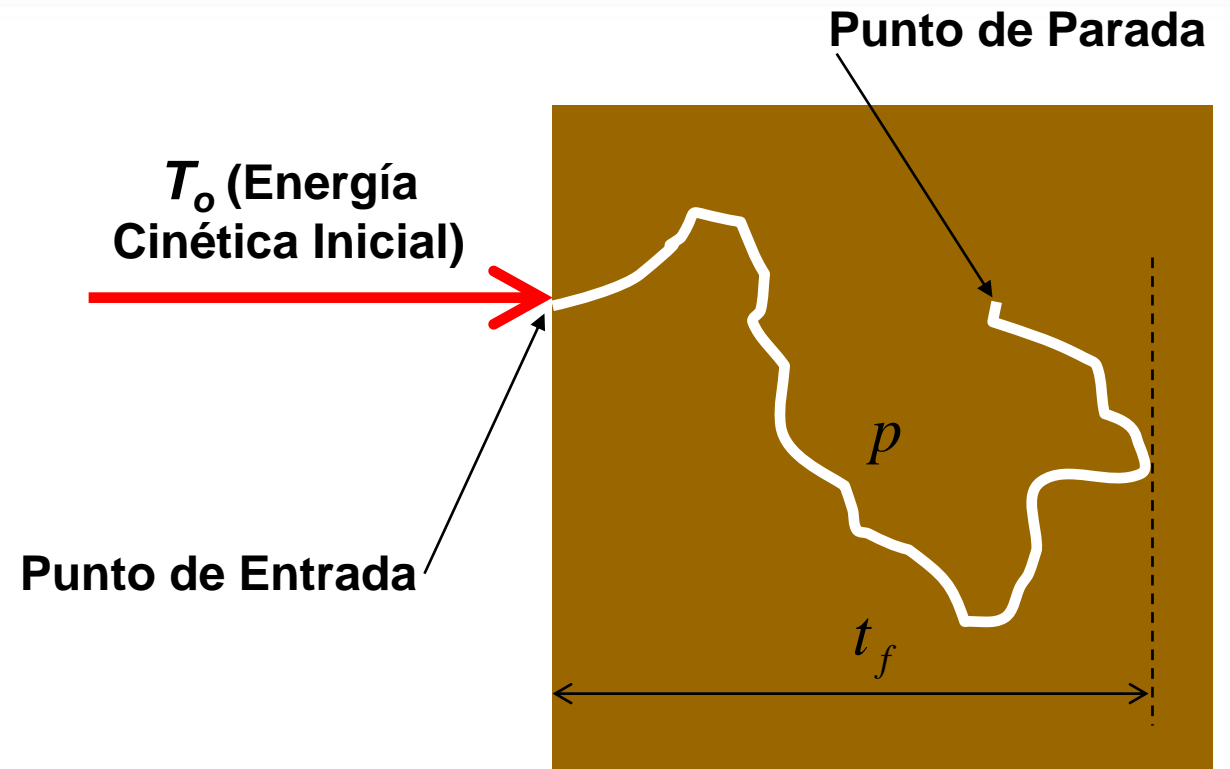 Punto de Parada
T_o (Energía
Cinética Inicial)
p
Punto de Entrada
t_f